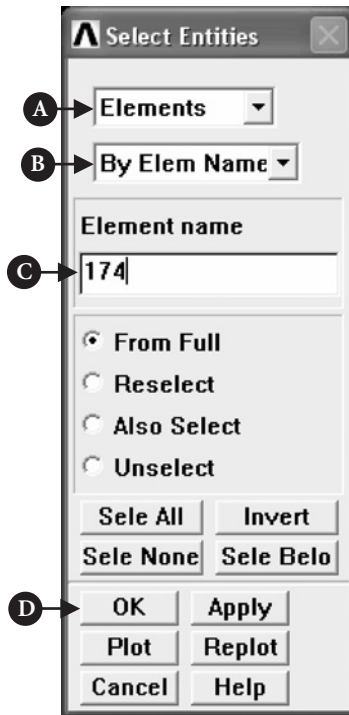 Select Entities
A Elements
B By Elem Name
Element name
C 174
From Full
Reselect
Also Select
Unselect
Sele All Invert
Sele None Sele Belo
D OK Apply
Plot Replot
Cancel Help